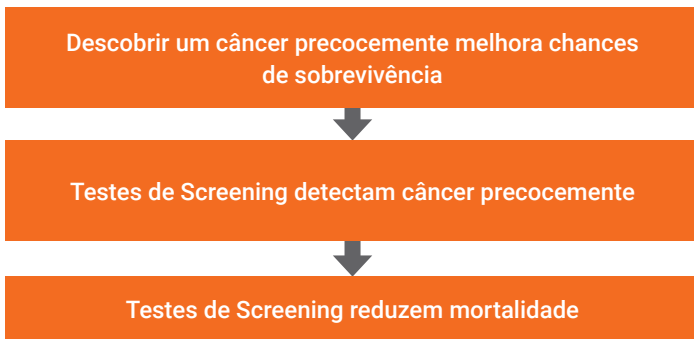 Descobrir um câncer precocemente melhora chances
de sobrevivência
Testes de Screening detectam câncer precocemente
Testes de Screening reduzem mortalidade